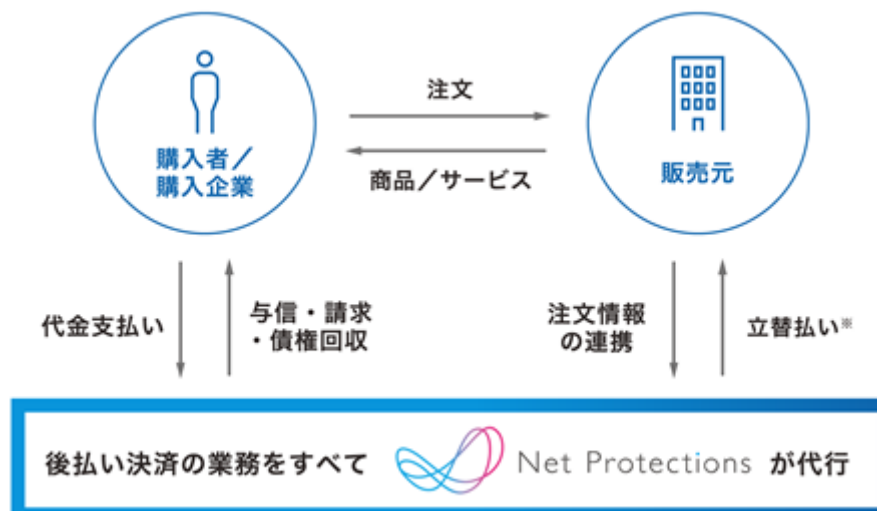 注文
購入者／
購入企業
販売元
商品／サービス
代金支払い
与信・請求
・債権回収
注文情報
の連携
立替払い※
後払い決済の業務をすべて Net Protections が代行